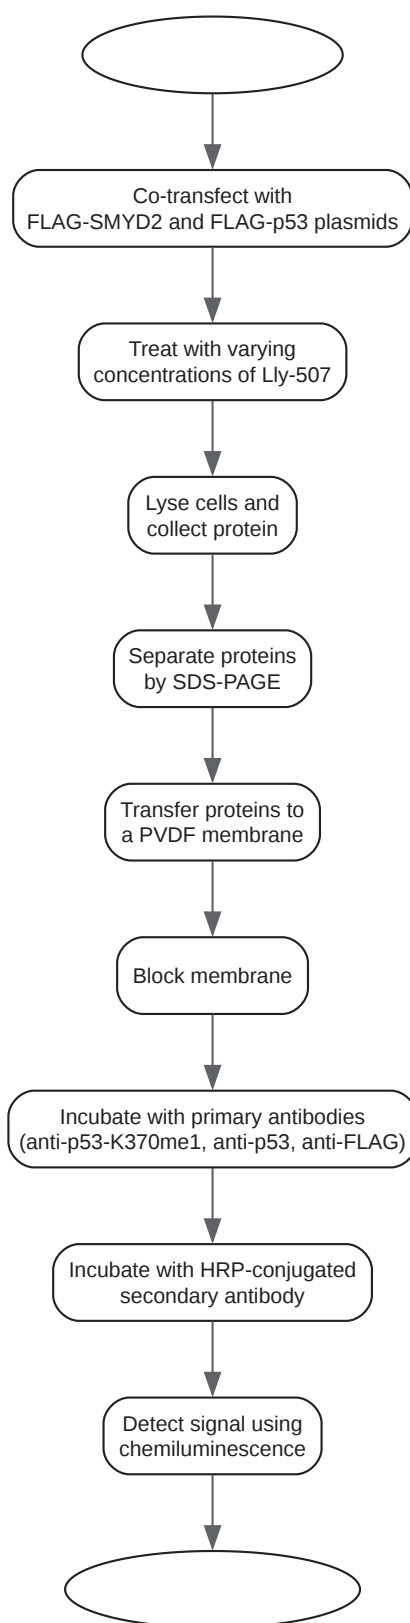 Co-transfect with
FLAG-SMYD2 and FLAG-p53 plasmids
Treat with varying
concentrations of Lly-507
Lyse cells and
collect protein
Separate proteins
by SDS-PAGE
Transfer proteins to
a PVDF membrane
Block membrane
Incubate with primary antibodies
(anti-p53-K370me1, anti-p53, anti-FLAG)
Incubate with HRP-conjugated
secondary antibody
Detect signal using
chemiluminescence